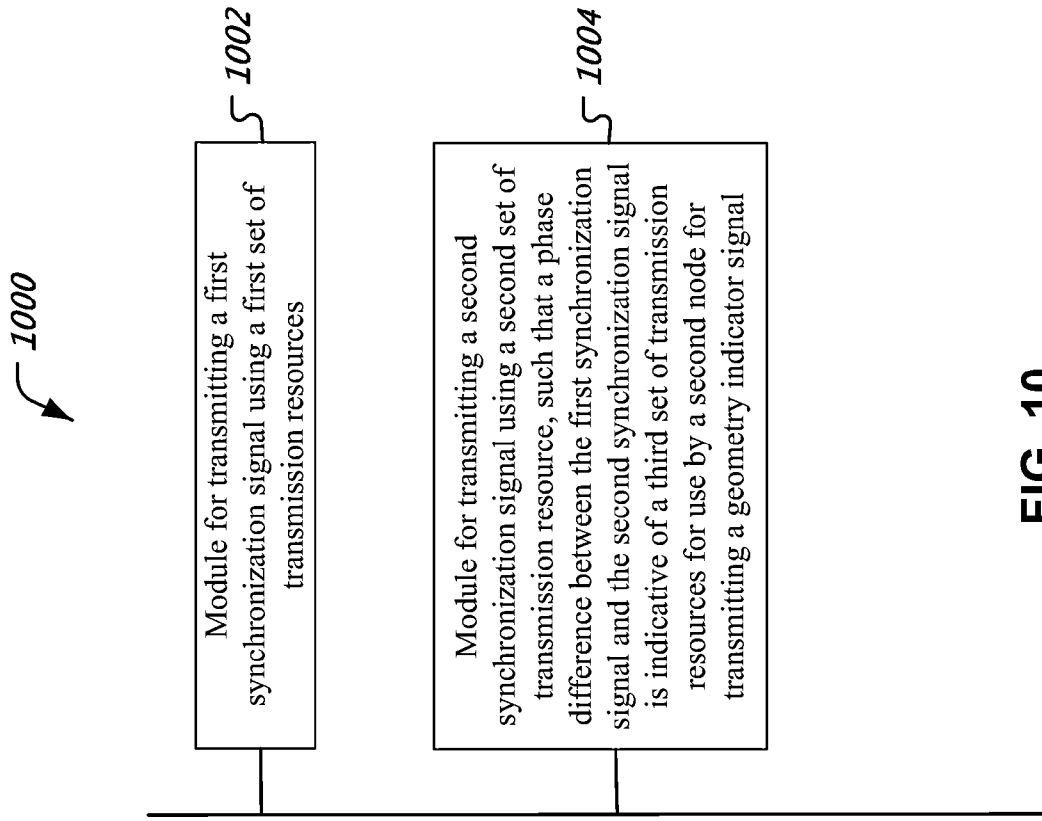 1000
Module for transmitting a first
synchronization signal using a first set of
transmission resources
1002
Module for transmitting a second
synchronization signal using a second set of
transmission resource, such that a phase
difference between the first synchronization
signal and the second synchronization signal
is indicative of a third set of transmission
resources for use by a second node for
transmitting a geometry indicator signal
1004
FIG. 10